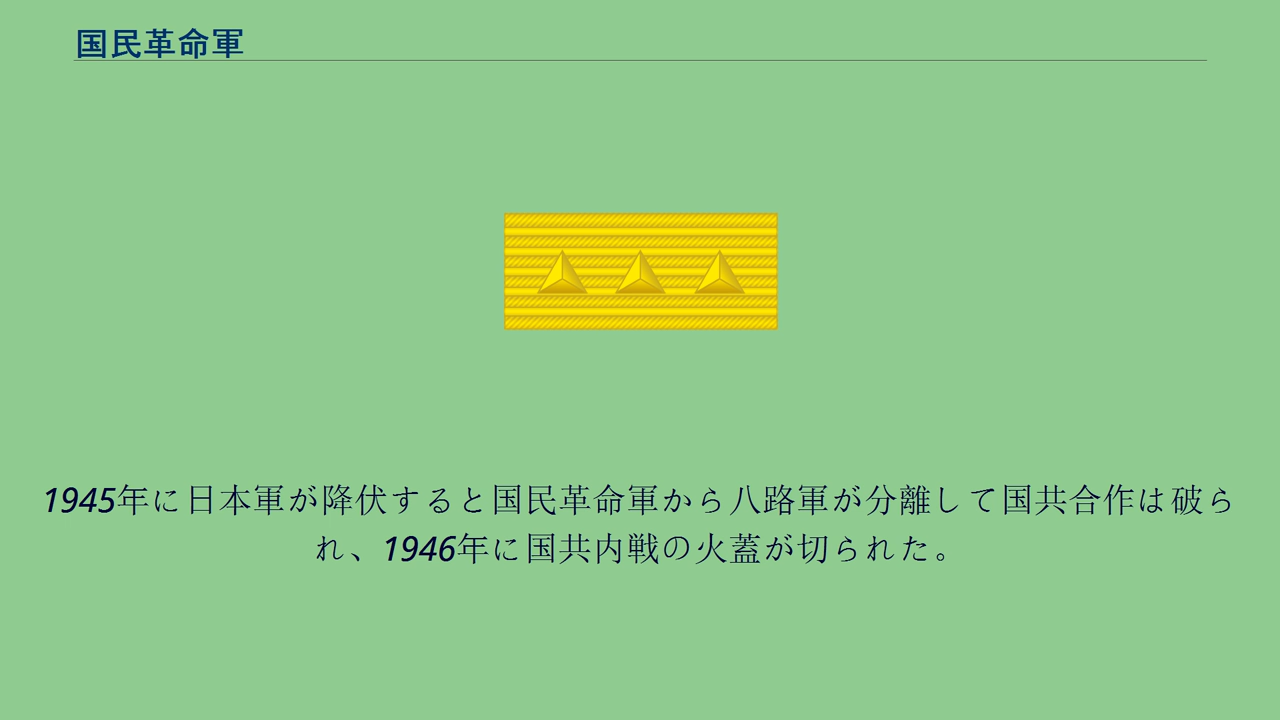 国民革命軍
1945年に日本軍が降伏すると国民革命軍から八路軍が分離して国共合作は破ら
れ、1946年に国共内戦の火蓋が切られた。